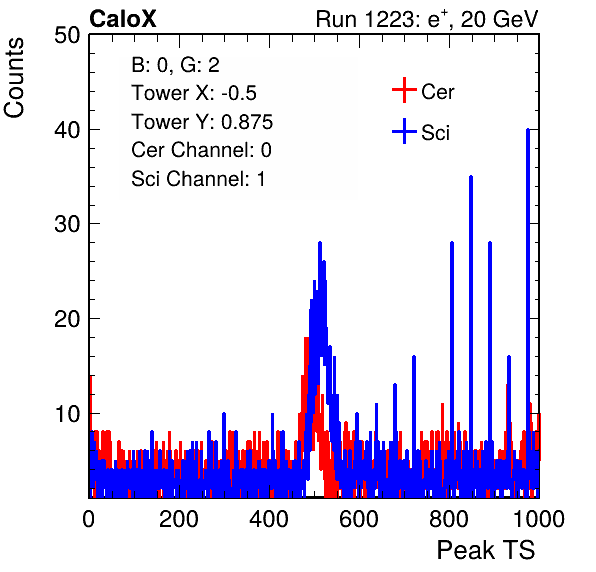 CaloX Run 1223: e⁺, 20 GeV
Counts
50
40
30
20
10
B: 0, G: 2
Tower X: -0.5
Tower Y: 0.875
Cer Channel: 0
Sci Channel: 1
Cer
Sci
0 200 400 600 800 1000
Peak TS